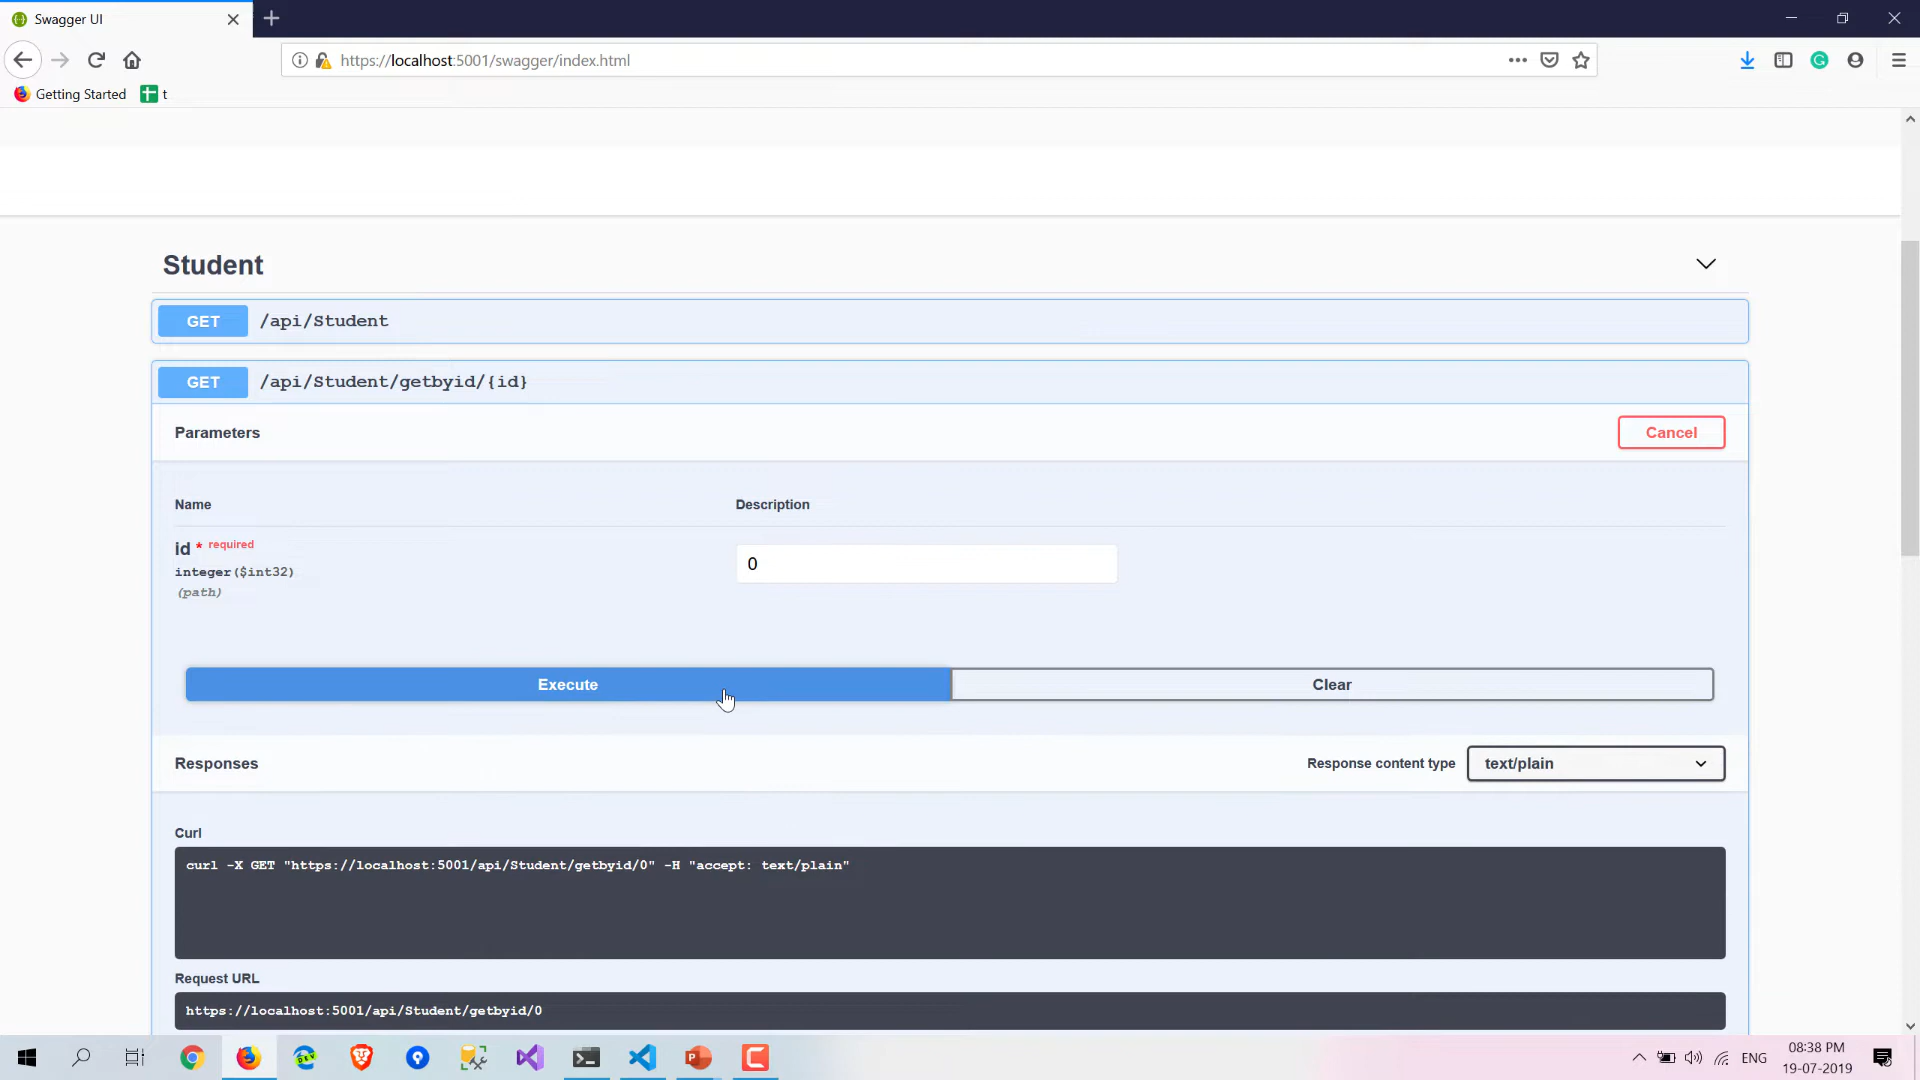 Swagger UI
https://localhost:5001/swagger/index.html
Getting Started t
Student
GET /api/Student
GET /api/Student/getbyid/{id}
Parameters Cancel
Name Description
id * required
integer($int32)
(path)
0
Execute Clear
Responses Response content type text/plain
Curl
curl -X GET "https://localhost:5001/api/Student/getbyid/0" -H "accept: text/plain"
Request URL
https://localhost:5001/api/Student/getbyid/0
DEV
ENG
08:38 PM
19-07-2019